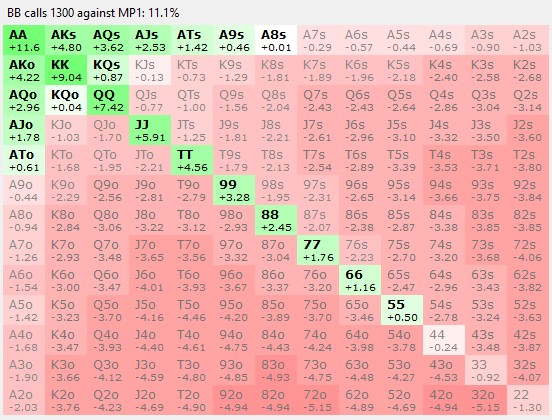 BB calls 1300 against MP1: 11.1%
AA AKs AQs AJs ATs A9s A8s A7s A6s A5s A4s A3s A2s
+11.6 +4.80 +3.62 +2.53 +1.42 +0.46 +0.01 -0.29 -0.57 -0.44 -0.69 -0.90 -1.03
AKo KK KQs KJs KTs K9s K8s K7s K6s K5s K4s K3s K2s
+4.22 +9.04 +0.87 -0.13 -0.73 -1.29 -1.81 -1.89 -1.96 -2.18 -2.40 -2.58 -2.68
AQo KQo QQ QJs QTs Q9s Q8s Q7s Q6s Q5s Q4s Q3s Q2s
+2.96 +0.04 +7.42 -0.77 -1.00 -1.56 -2.04 -2.43 -2.43 -2.64 -2.86 -3.04 -3.14
AJo KJo QJo JJ JTs J9s J8s J7s J6s J5s J4s J3s J2s
+1.78 -1.03 -1.70 +5.91 -1.25 -1.81 -2.21 -2.61 -2.96 -3.10 -3.32 -3.50 -3.60
ATo KTo QTo JTo TT T9s T8s T7s T6s T5s T4s T3s T2s
+0.61 -1.68 -1.95 -2.21 +4.56 -1.79 -2.13 -2.54 -2.89 -3.39 -3.53 -3.71 -3.80
A9o K9o Q9o J9o T9o 99 98s 97s 96s 95s 94s 93s 92s
-0.44 -2.29 -2.56 -2.81 -2.79 +3.28 -1.95 -2.31 -2.65 -3.14 -3.66 -3.75 -3.84
A8o K8o Q8o J8o T8o 98o 88 87s 86s 85s 84s 83s 82s
-0.94 -2.84 -3.06 -3.22 -3.12 -2.93 +2.45 -2.07 -2.38 -2.87 -3.38 -3.85 -3.85
A7o K7o Q7o J7o T7o 97o 87o 77 76s 75s 74s 73s 72s
-1.26 -2.93 -3.48 -3.65 -3.56 -3.32 -3.04 +1.76 -2.23 -2.70 -3.20 -3.68 -4.06
A6o K6o Q6o J6o T6o 96o 86o 76o 66 65s 64s 63s 62s
-1.54 -3.00 -3.47 -4.01 -3.93 -3.67 -3.37 -3.20 +1.16 -2.47 -2.96 -3.43 -3.82
A5o K5o Q5o J5o T5o 95o 85o 75o 65o 55 54s 53s 52s
-1.42 -3.23 -3.70 -4.16 -4.46 -4.20 -3.89 -3.70 -3.46 +0.50 -2.78 -3.24 -3.63
A4o K4o Q4o J4o T4o 94o 84o 74o 64o 54o 44 43s 42s
-1.68 -3.47 -3.93 -4.40 -4.61 -4.75 -4.43 -4.24 -3.98 -3.78 -0.24 -3.48 -3.87
A3o K3o Q3o J3o T3o 93o 83o 73o 63o 53o 43o 33 32s
-1.90 -3.66 -4.12 -4.59 -4.80 -4.85 -4.93 -4.75 -4.48 -4.27 -4.53 -0.92 -4.07
A2o K2o Q2o J2o T2o 92o 82o 72o 62o 52o 42o 32o 22
-2.03 -3.76 -4.23 -4.69 -4.90 -4.94 -4.94 -5.15 -4.89 -4.69 -4.94 -5.15 -1.30